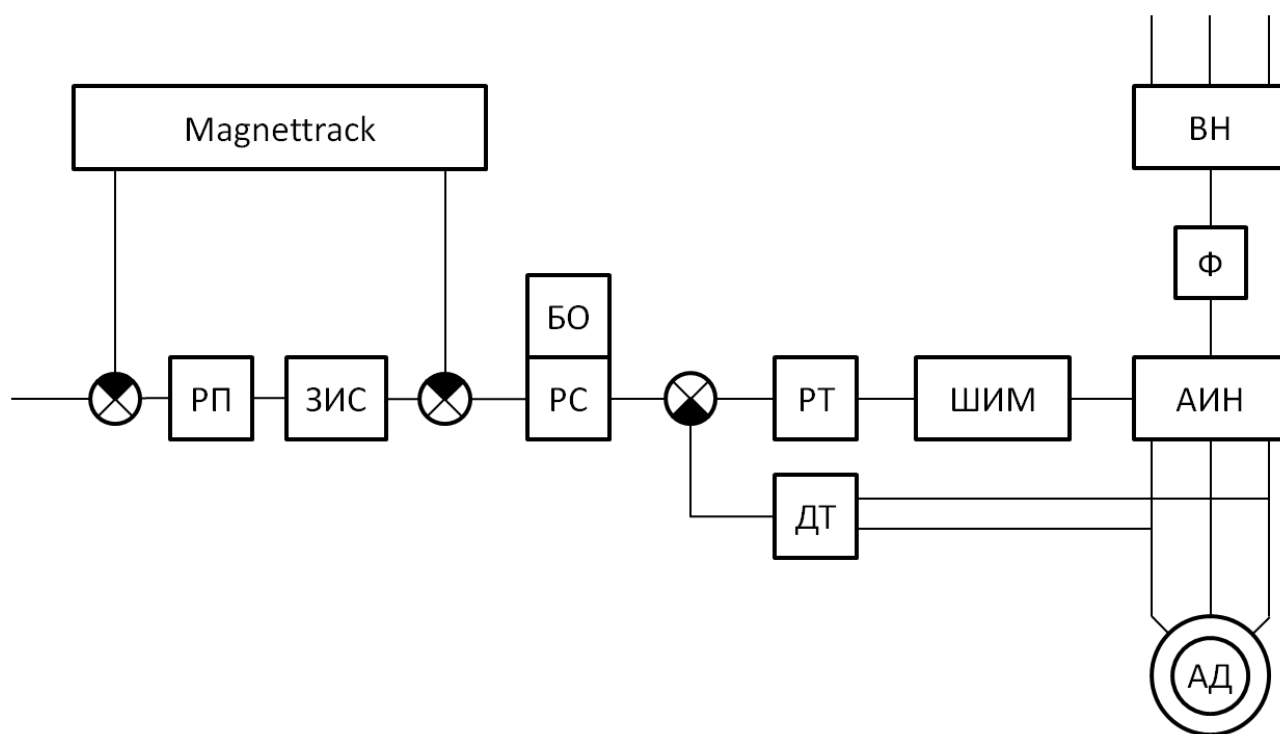 Magnettrack
ВН
Ф
БО
РП
ЗИС
РС
РТ
ШИМ
АИН
ДТ
АД